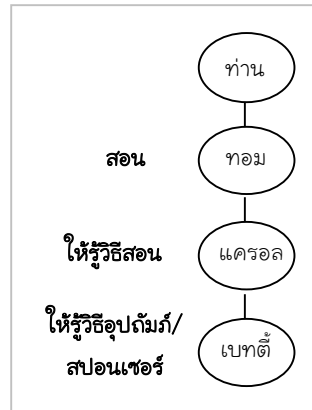 ท่าน
สอน ทอม
ให้รู้วิธีสอน แครอล
ให้รู้วิธีอุปถัมภ์/
สปอนเซอร์ เบทตี้